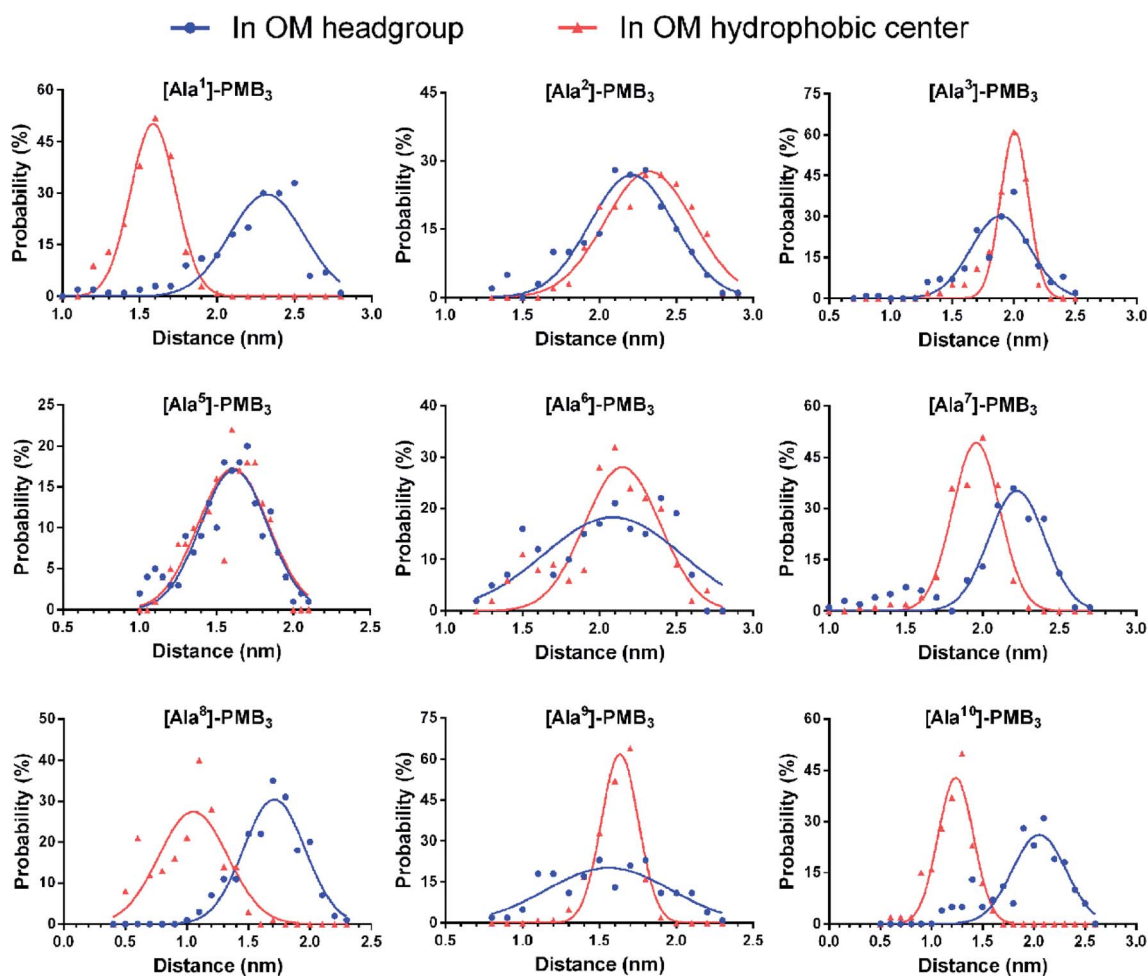 In OM headgroup In OM hydrophobic center
[Ala¹]-PMB₃ [Ala²]-PMB₃ [Ala³]-PMB₃
Probability (%) 60 45 30 15 0
1.0 1.5 2.0 2.5 3.0
Distance (nm)
Probability (%) 45 30 15 0
1.0 1.5 2.0 2.5 3.0
Distance (nm)
Probability (%) 75 60 45 30 15 0
0.5 1.0 1.5 2.0 2.5 3.0
Distance (nm)
[Ala⁵]-PMB₃ [Ala⁶]-PMB₃ [Ala⁷]-PMB₃
Probability (%) 25 20 15 10 5 0
0.5 1.0 1.5 2.0 2.5
Distance (nm)
Probability (%) 40 30 20 10 0
1.0 1.5 2.0 2.5 3.0
Distance (nm)
Probability (%) 60 45 30 15 0
1.0 1.5 2.0 2.5 3.0
Distance (nm)
[Ala⁸]-PMB₃ [Ala⁹]-PMB₃ [Ala¹⁰]-PMB₃
Probability (%) 50 40 30 20 10 0
0.0 0.5 1.0 1.5 2.0 2.5
Distance (nm)
Probability (%) 75 60 45 30 15 0
0.5 1.0 1.5 2.0 2.5
Distance (nm)
Probability (%) 60 45 30 15 0
0.0 0.5 1.0 1.5 2.0 2.5 3.0
Distance (nm)